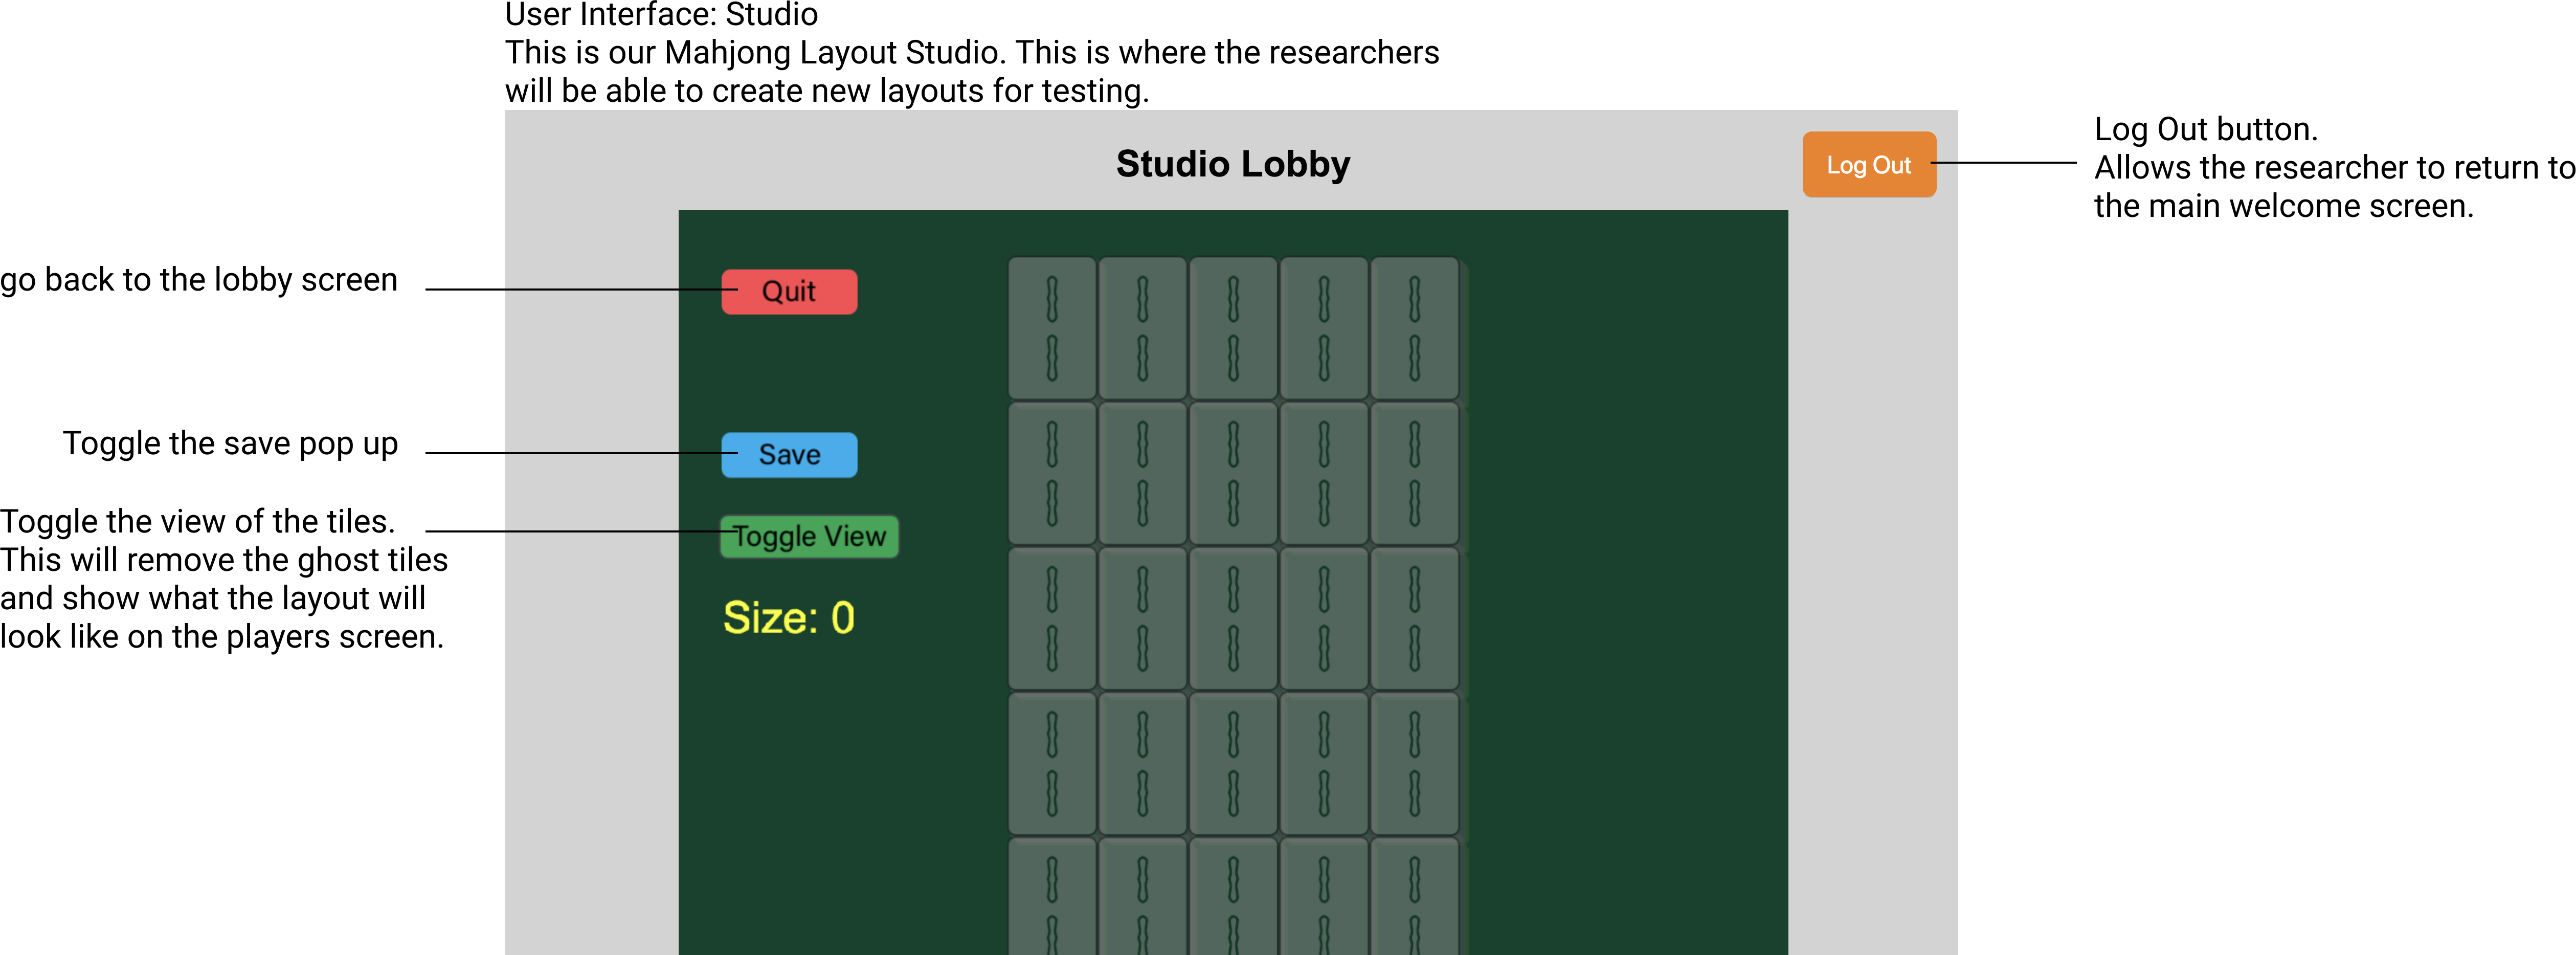 User Interface: Studio
This is our Mahjong Layout Studio. This is where the researchers
will be able to create new layouts for testing.
Studio Lobby
Log Out
Log Out button.
Allows the researcher to return to
the main welcome screen.
go back to the lobby screen
Quit
Toggle the save pop up
Save
Toggle the view of the tiles.
This will remove the ghost tiles
and show what the layout will
look like on the players screen.
Toggle View
Size: 0